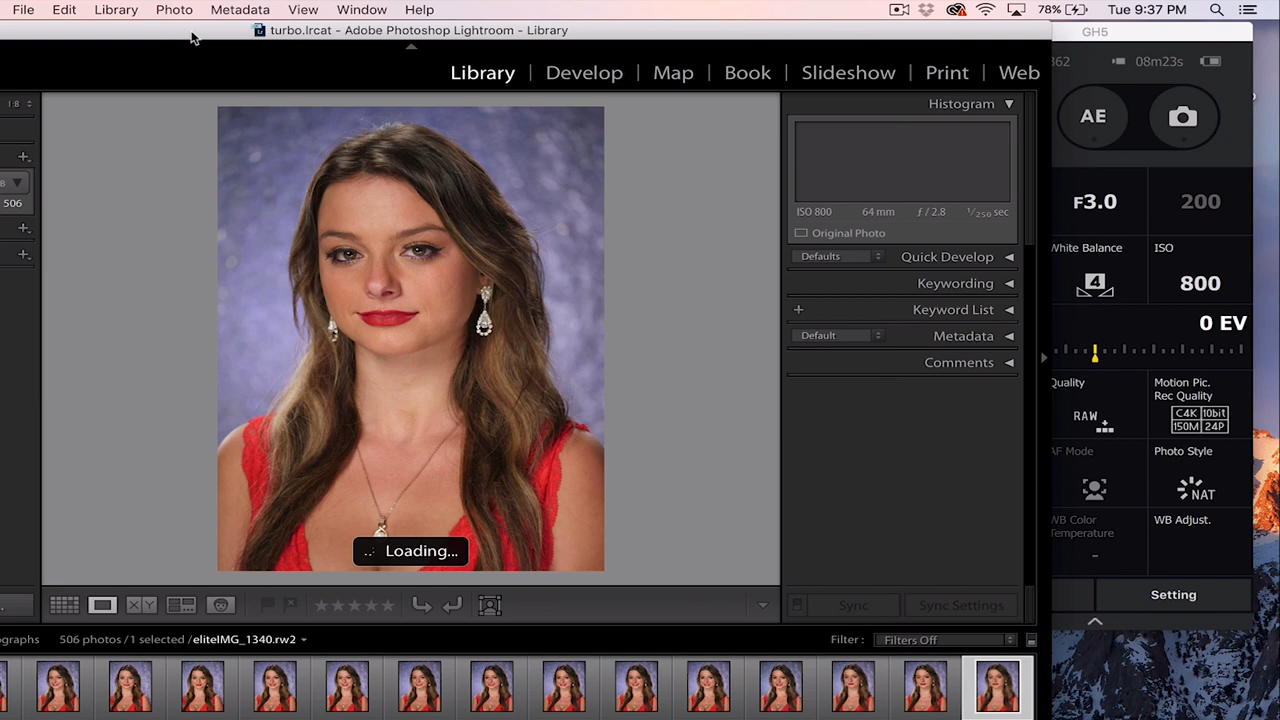 File Edit Library Photo Metadata View Window Help 78% Tue 9:37 PM
turbo.lrcat - Adobe Photoshop Lightroom - Library
GH5
Library | Develop | Map | Book | Slideshow | Print | Web
362 08m23s
Histogram
AE
ISO 800 64 mm ƒ / 2.8 1/250 sec
Original Photo
506
F3.0 200
Defaults Quick Develop
White Balance ISO
Keywording
4 800
Keyword List
0 EV
Default Metadata
Comments
Quality Motion Pic. Rec Quality
RAW C4K 10bit 150M 24P
AF Mode Photo Style
NAT
WB Color Temperature WB Adjust.
Loading...
Setting
XY Sync Sync Settings
ographs 506 photos / 1 selected / eliteIMG_1340.rw2 Filter : Filters Off